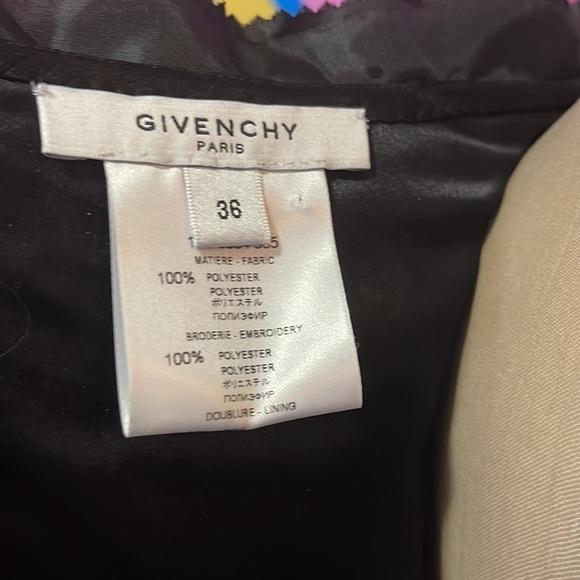 GIVENCHY
PARIS
36
MATIERE - FABRIC
100% POLYESTER
POLYESTER
ポリエステル
ПОЛИЭФИР
BRODERIE - EMBROIDERY
100% POLYESTER
POLYESTER
ポリエステル
ПОЛИЭФИР
DOUBLURE - LINING